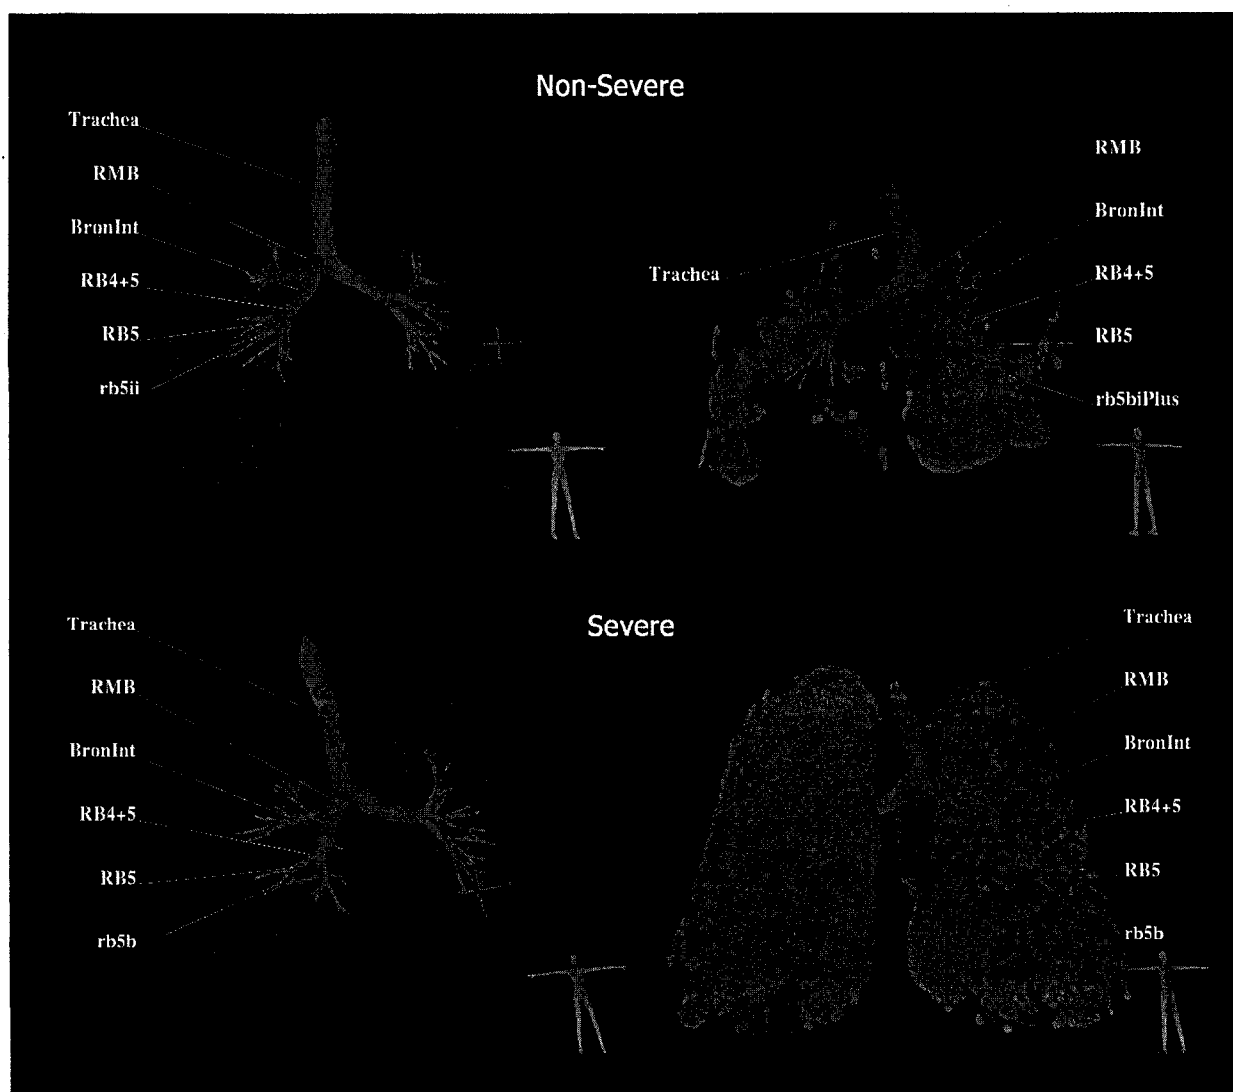 Non-Severe
Trachea
RMB
BronInt
RB4+5
RB5
rb5ii
RMB
BronInt
Trachea
RB4+5
RB5
rb5biPlus
Severe
Trachea
RMB
BronInt
RB4+5
RB5
rb5b
Trachea
RMB
BronInt
RB4+5
RB5
rb5b